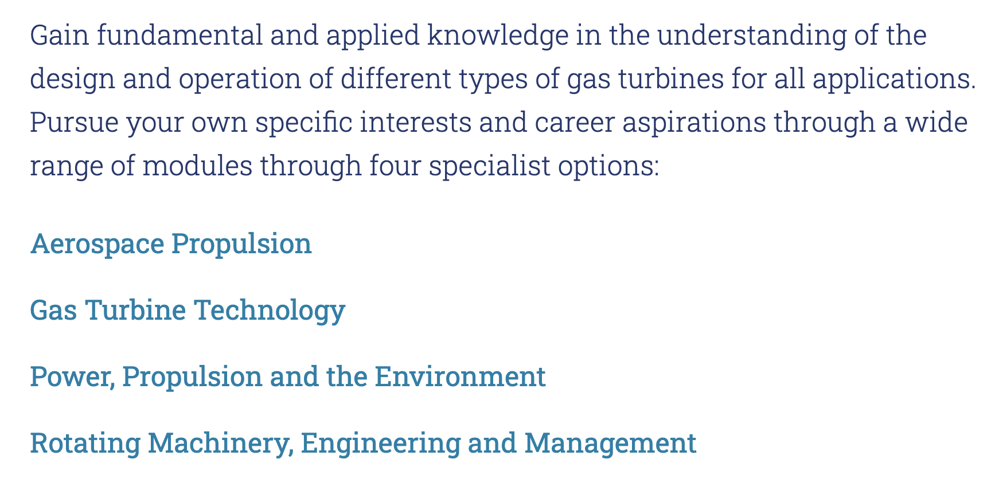 Gain fundamental and applied knowledge in the understanding of the
design and operation of different types of gas turbines for all applications.
Pursue your own specific interests and career aspirations through a wide
range of modules through four specialist options:
Aerospace Propulsion
Gas Turbine Technology
Power, Propulsion and the Environment
Rotating Machinery, Engineering and Management